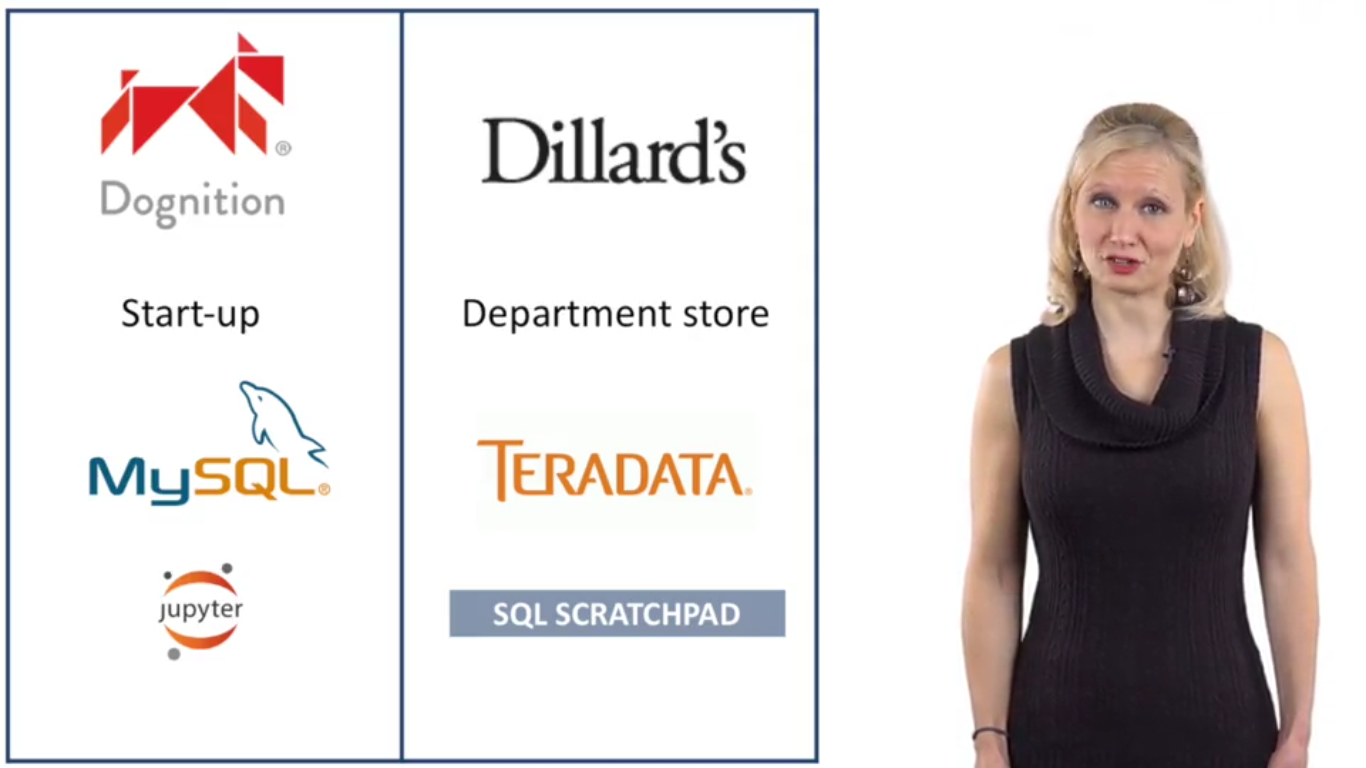 Dognition®
Start-up
MySQL®
jupyter
Dillard's
Department store
TERADATA®
SQL SCRATCHPAD